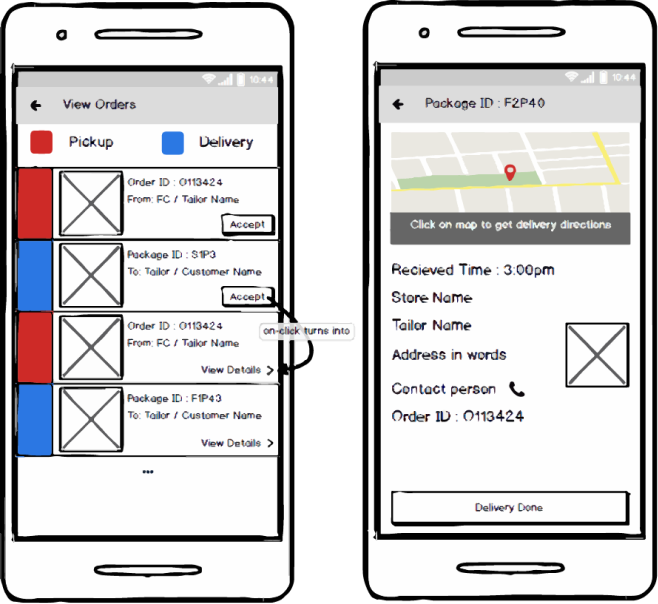 10:44
View Orders
Pickup
Delivery
Order ID : O113424
From: FC / Tailor Name
Accept
Package ID : S1P3
To: Tailor / Customer Name
Accept
on-click turns into
Order ID : O113424
From: FC / Tailor Name
View Details >
Package ID : F1P43
To: Tailor / Customer Name
View Details >
...
10:44
Package ID : F2P40
Click on map to get delivery directions
Recieved Time : 3:00pm
Store Name
Tailor Name
Address in words
Contact person
Order ID : O113424
Delivery Done